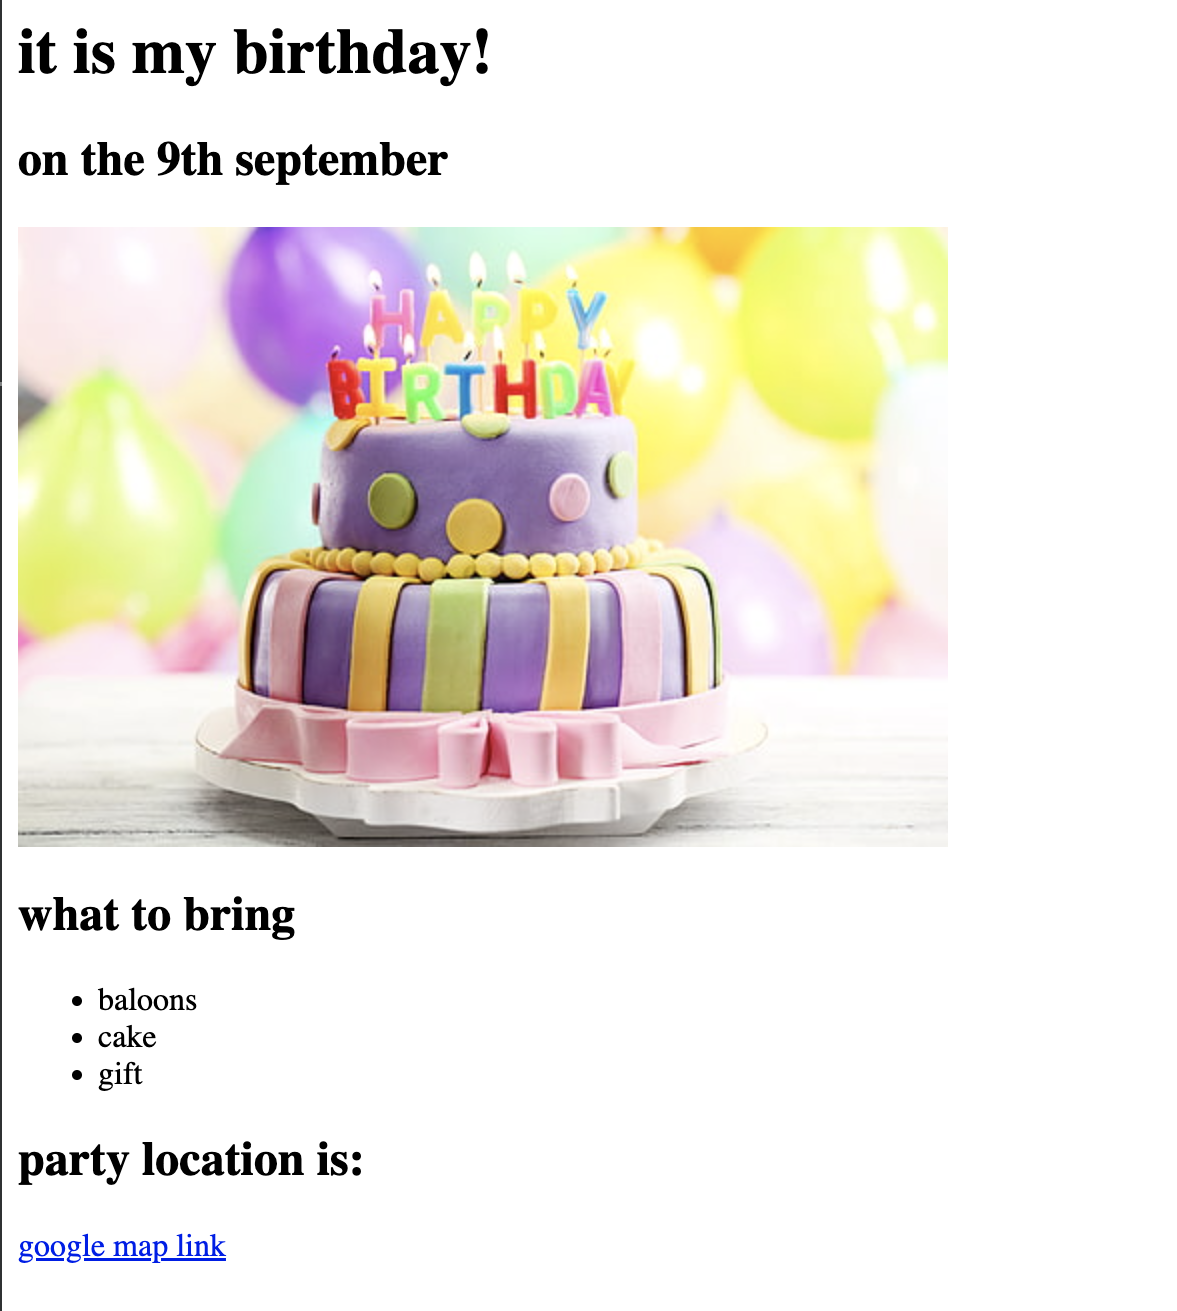 it is my birthday!
on the 9th september
HAPPY
BIRTHDAY
what to bring
baloons
cake
gift
party location is:
google map link